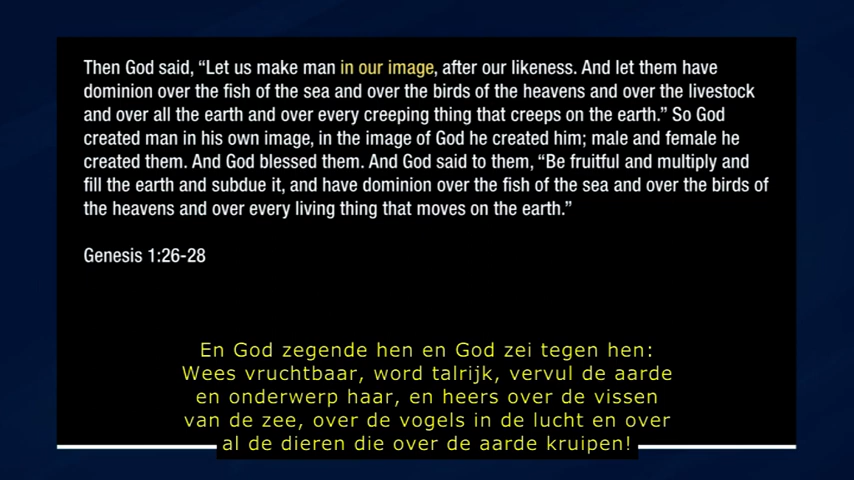 Then God said, “Let us make man in our image, after our likeness. And let them have
dominion over the fish of the sea and over the birds of the heavens and over the livestock
and over all the earth and over every creeping thing that creeps on the earth.” So God
created man in his own image, in the image of God he created him; male and female he
created them. And God blessed them. And God said to them, “Be fruitful and multiply and
fill the earth and subdue it, and have dominion over the fish of the sea and over the birds of
the heavens and over every living thing that moves on the earth.”
Genesis 1:26-28
En God zegende hen en God zei tegen hen:
Wees vruchtbaar, word talrijk, vervul de aarde
en onderwerp haar, en heers over de vissen
van de zee, over de vogels in de lucht en over
al de dieren die over de aarde kruipen!